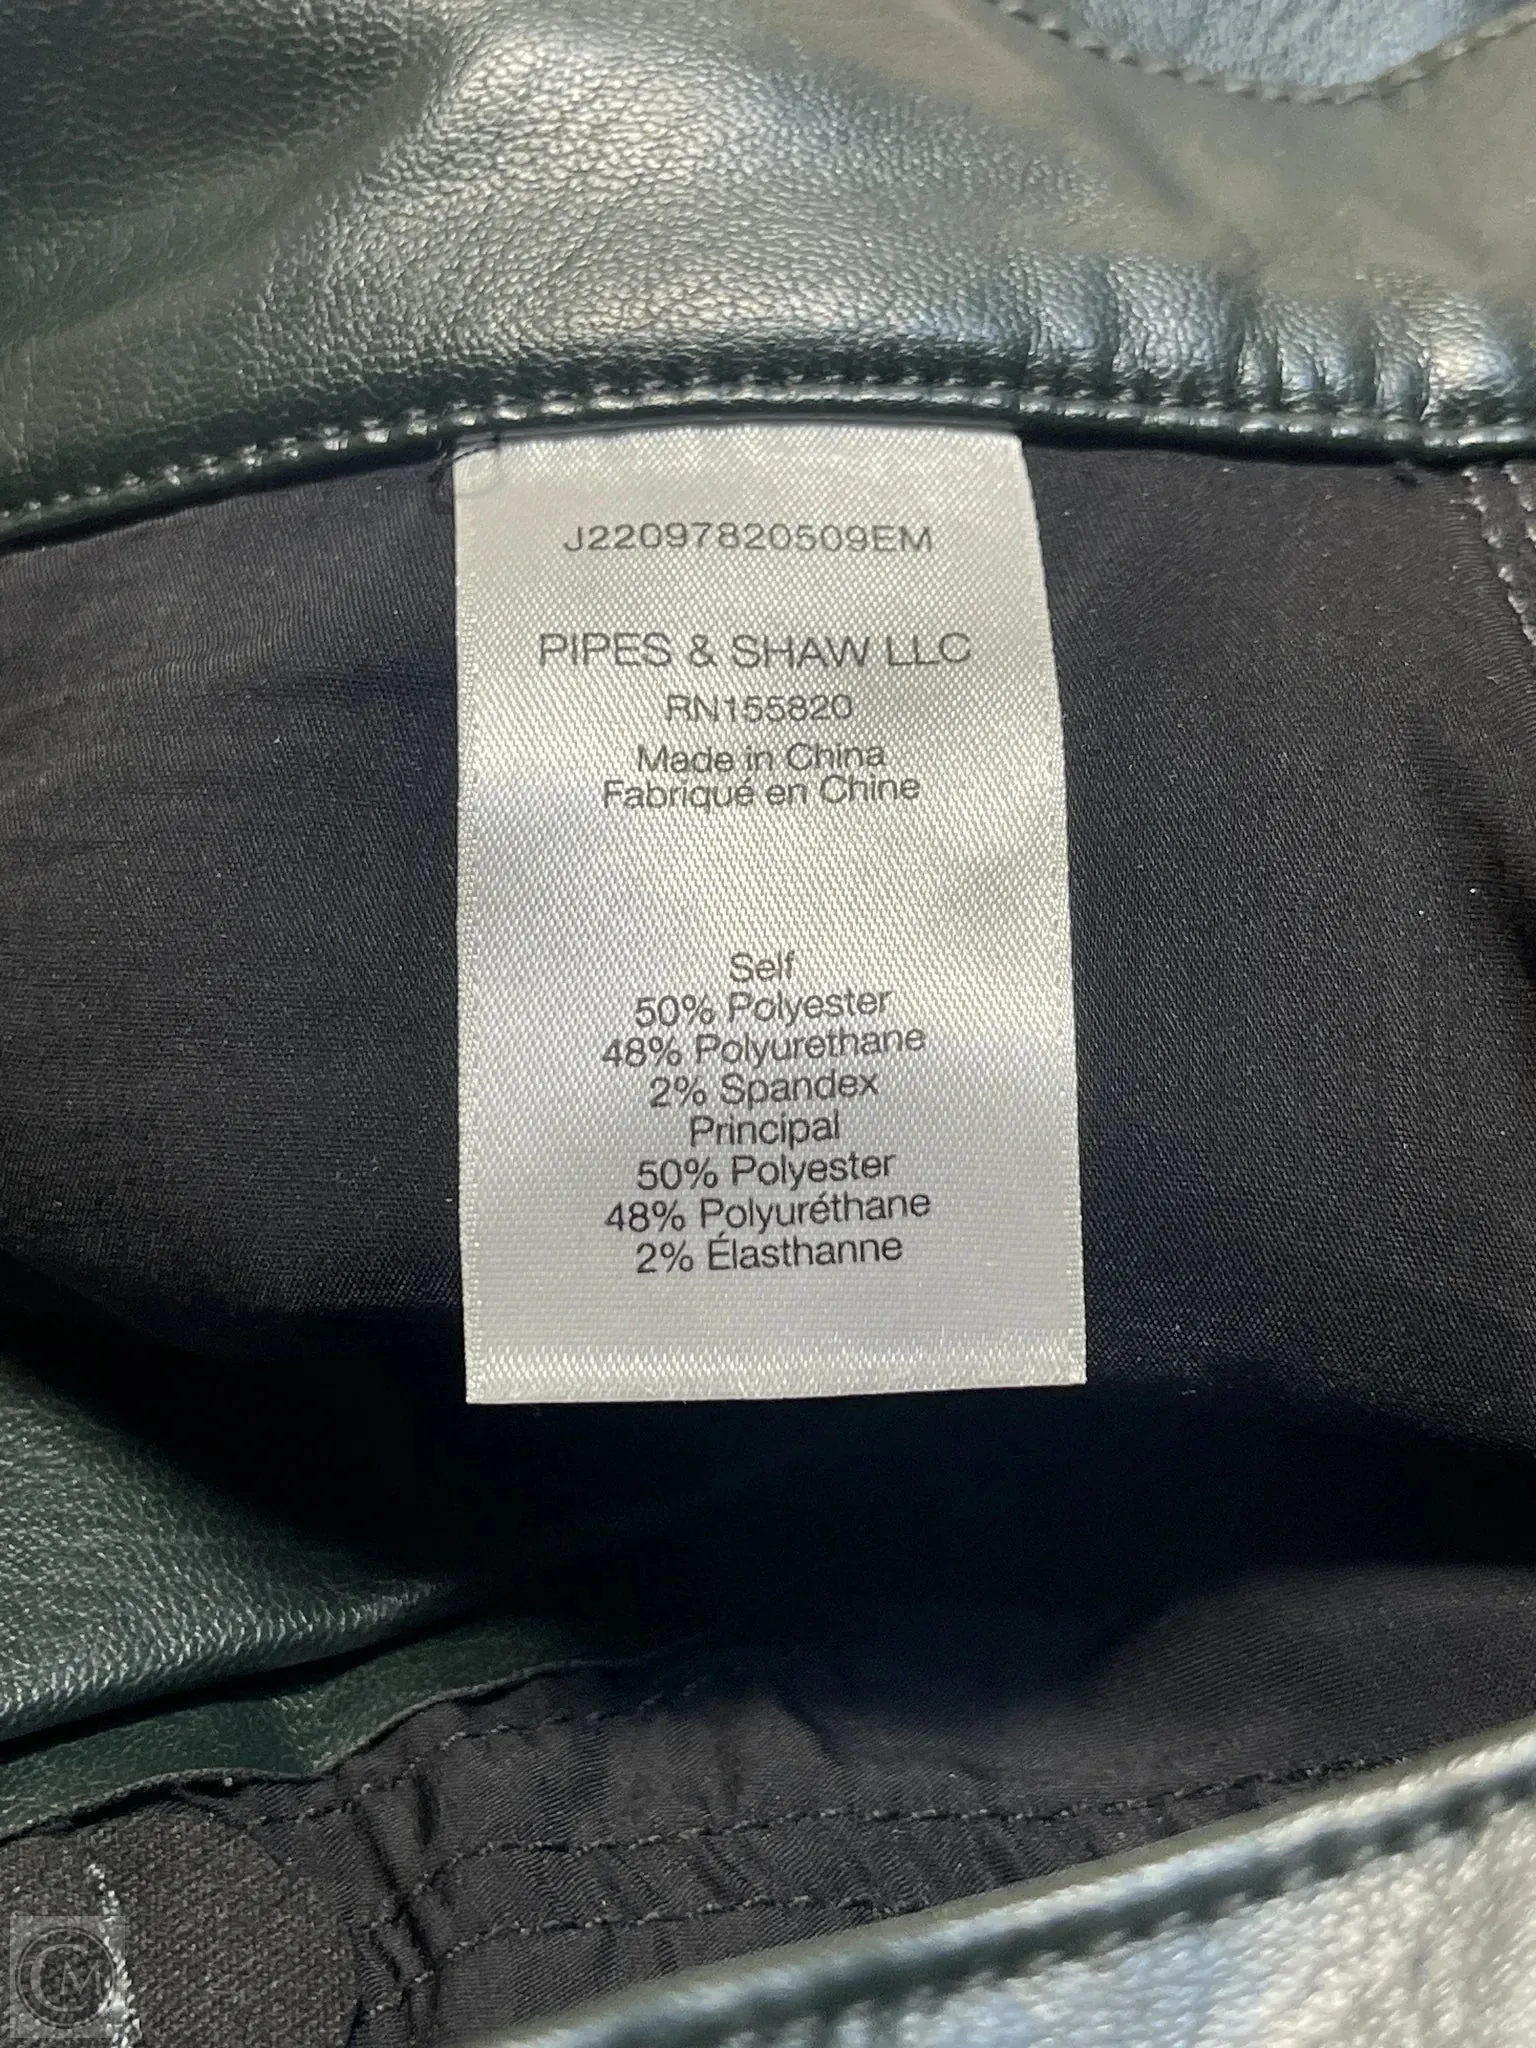 J22097820509EM
PIPES & SHAW LLC
RN155820
Made in China
Fabriqué en Chine
Self
50% Polyester
48% Polyurethane
2% Spandex
Principal
50% Polyester
48% Polyuréthane
2% Élasthanne
CM